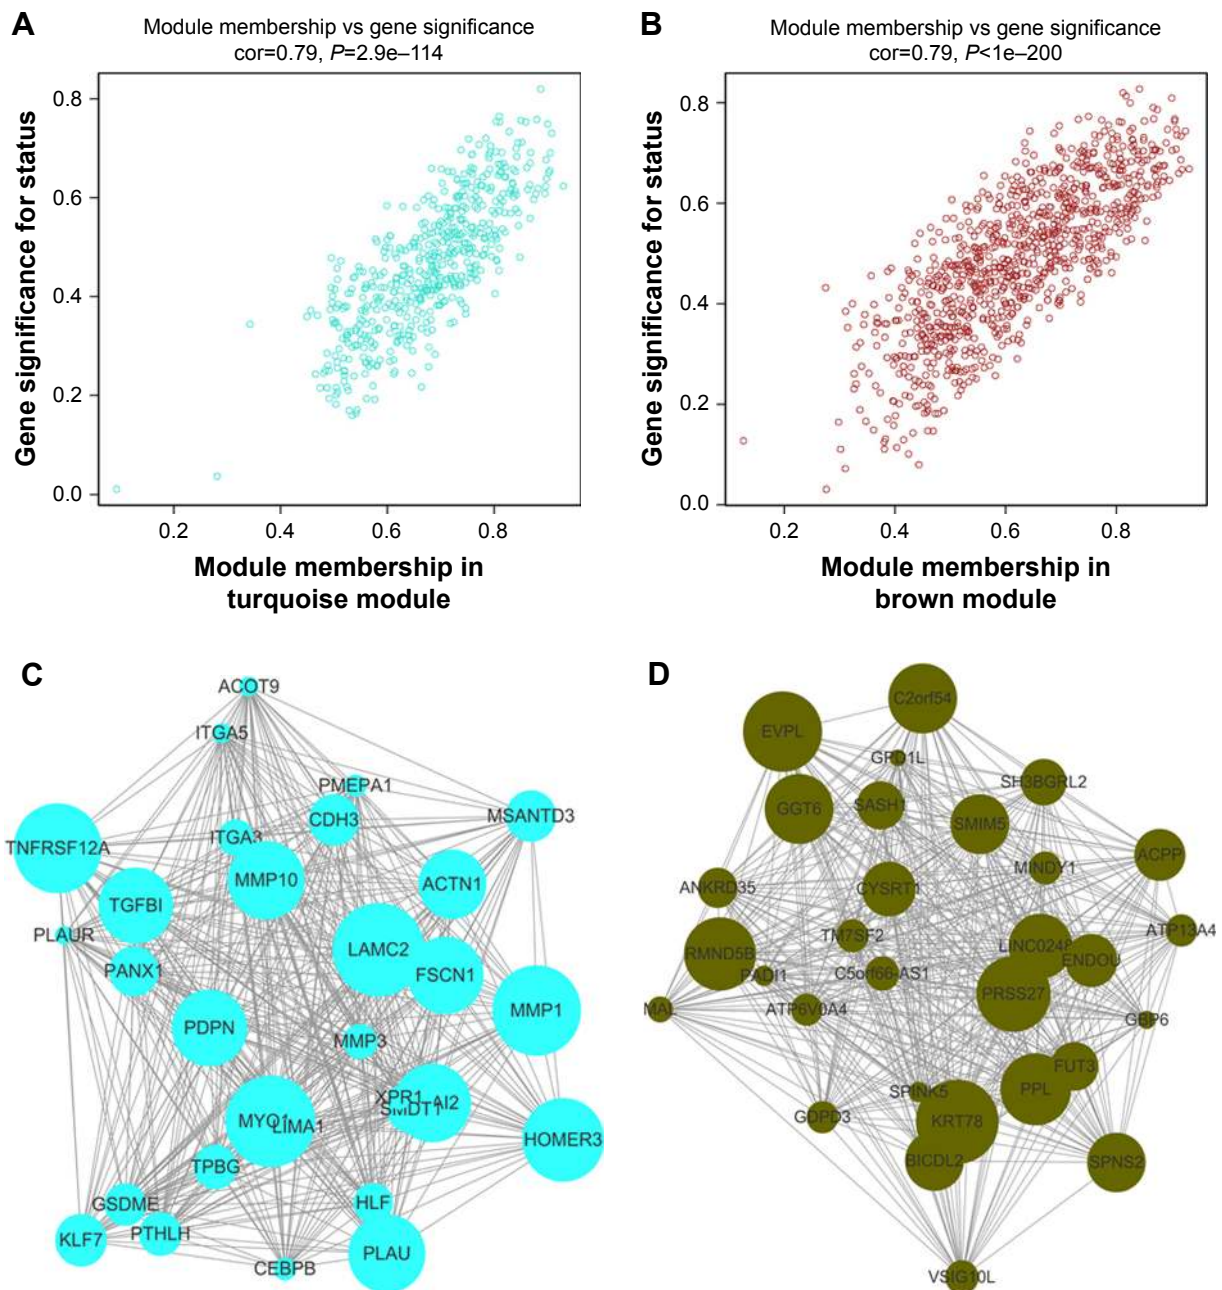 A
Module membership vs gene significance
cor=0.79, P=2.9e–114
Gene significance for status
0.8
0.6
0.4
0.2
0.0
0.2
0.4
0.6
0.8
Module membership in
turquoise module
B
Module membership vs gene significance
cor=0.79, P<1e–200
Gene significance for status
0.8
0.6
0.4
0.2
0.0
0.2
0.4
0.6
0.8
Module membership in
brown module
C
ACOT9
ITGA5
PMEPA1
CDH3
MSANTD3
ITGA3
TNFRSF12A
MMP10
ACTN1
TGFBI
PLAUR
LAMC2
PANX1
FSCN1
MMP1
PDPN
MMP3
XPR1
AI2
SMDT1
MYO1
LIMA1
HOMER3
TPBG
GSDME
HLF
PTHLH
KLF7
PLAU
CEBPB
D
C2orf54
EVPL
GPD1L
SH3BGRL2
GGT6
SASH1
SMIM5
ACPP
MINDY1
ANKRD35
CYSRT1
ATP13A4
TM7SF2
LINC0248
RMND5B
ENDOU
PADI1
C5orf66-AS1
PRSS27
MAL
ATP6V0A4
GBP6
FUT3
SPINK5
PPL
GDPD3
KRT78
BICDL2
SPNS2
VSIG10L